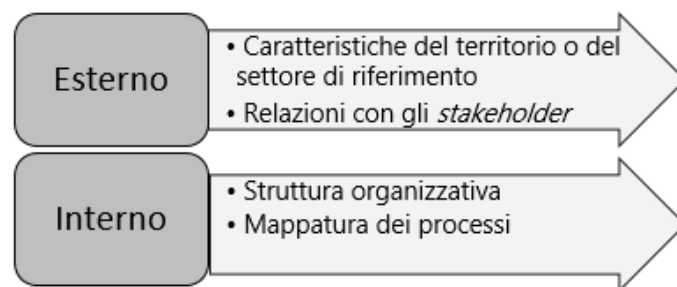 Esterno
• Caratteristiche del territorio o del
settore di riferimento
• Relazioni con gli stakeholder
Interno
• Struttura organizzativa
• Mappatura dei processi